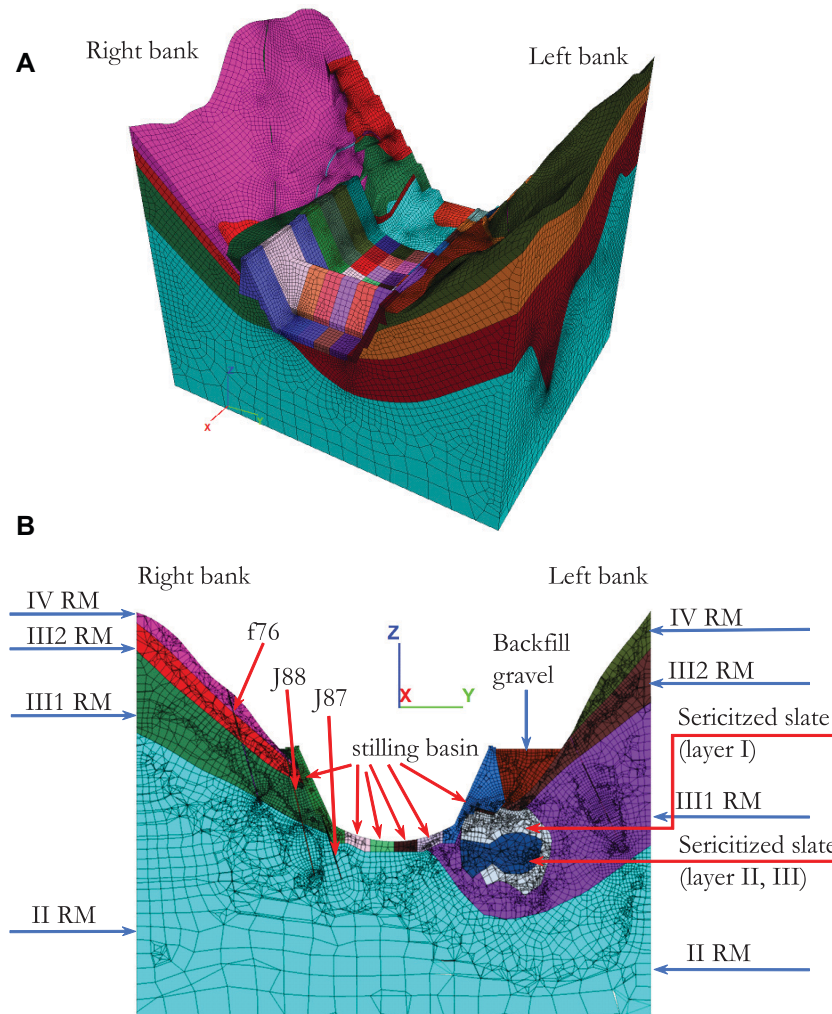 A
Right bank
Left bank
Z
X
Y
B
Right bank
Left bank
IV RM
III2 RM
III1 RM
II RM
f76
J88
J87
stilling basin
Z
X
Y
Backfill
gravel
IV RM
III2 RM
Sericitzed slate
(layer I)
III1 RM
Sericitized slate
(layer II, III)
II RM